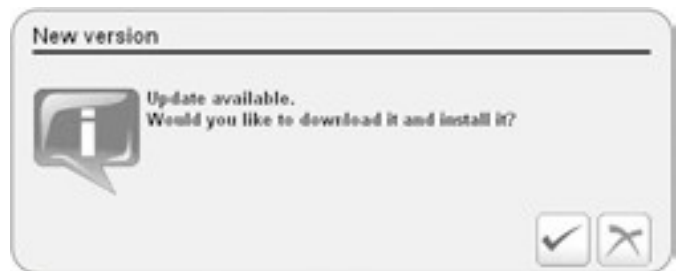 New version
Update available.
Would you like to download it and install it?